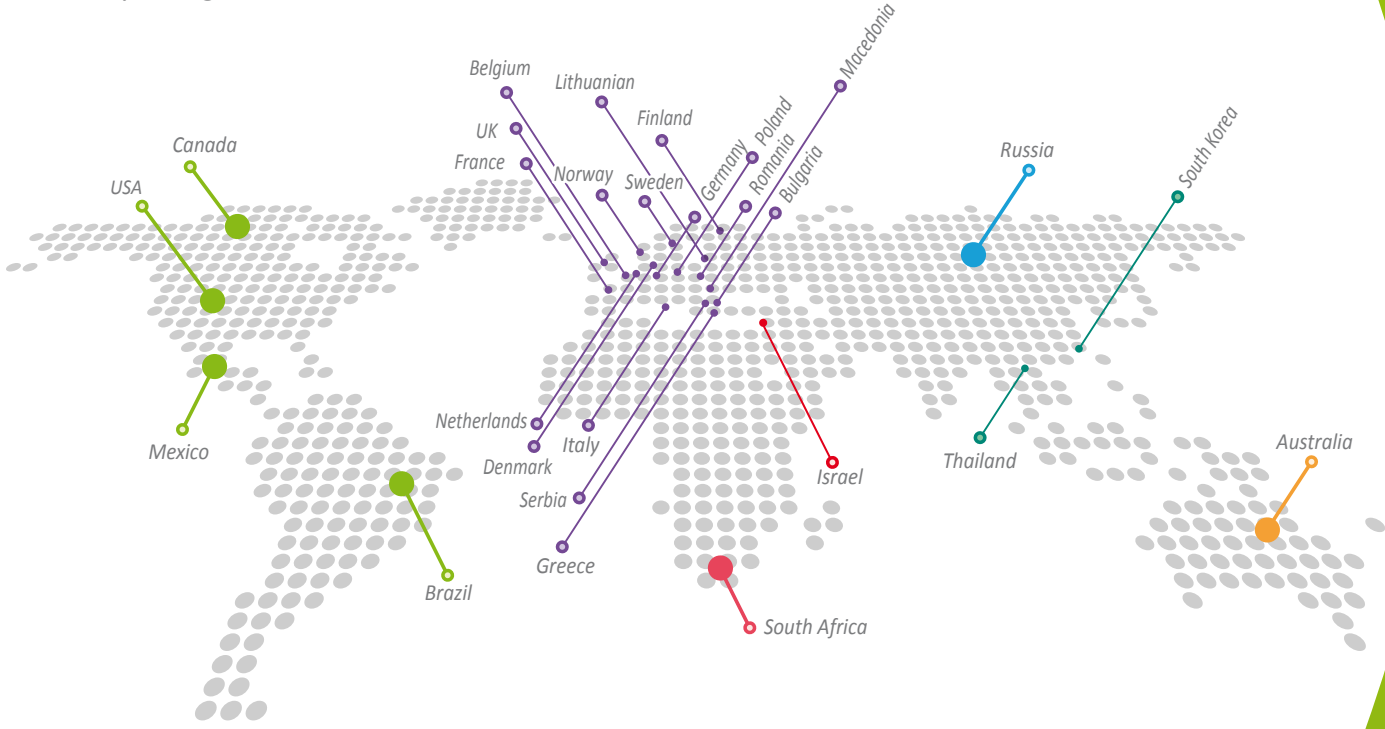 Macedonia
Belgium
Lithuanian
Finland
Poland
UK
Canada
Germany
Romania
Bulgaria
Russia
South Korea
France
Norway
Sweden
USA
Netherlands
Italy
Denmark
Mexico
Thailand
Australia
Israel
Serbia
Greece
Brazil
South Africa